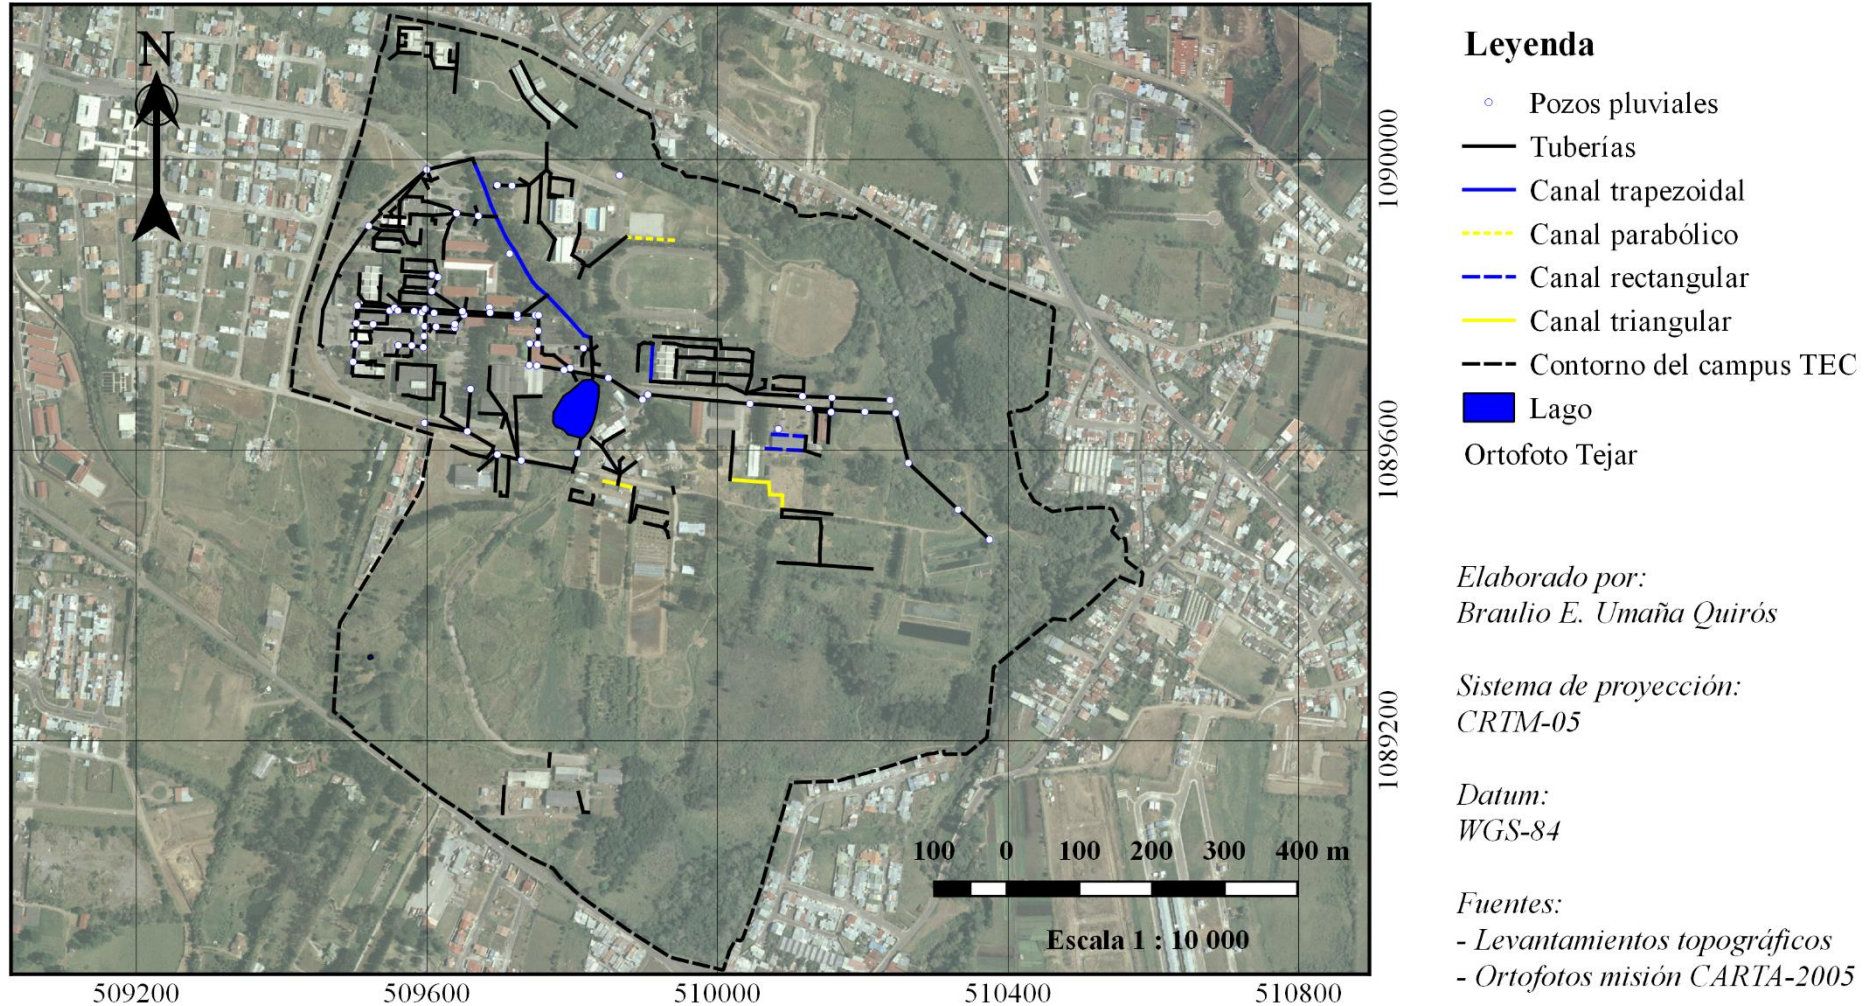 N
Leyenda
Pozos pluviales
Tuberías
Canal trapezoidal
Canal parabólico
Canal rectangular
Canal triangular
Contorno del campus TEC
Lago
Ortofoto Tejar
Elaborado por:
Braulio E. Umaña Quirós
Sistema de proyección:
CRTM-05
Datum:
WGS-84
Fuentes:
- Levantamientos topográficos
- Ortofotos misión CARTA-2005
1090000
1089600
1089200
100 0 100 200 300 400 m
Escala 1 : 10 000
509200 509600 510000 510400 510800